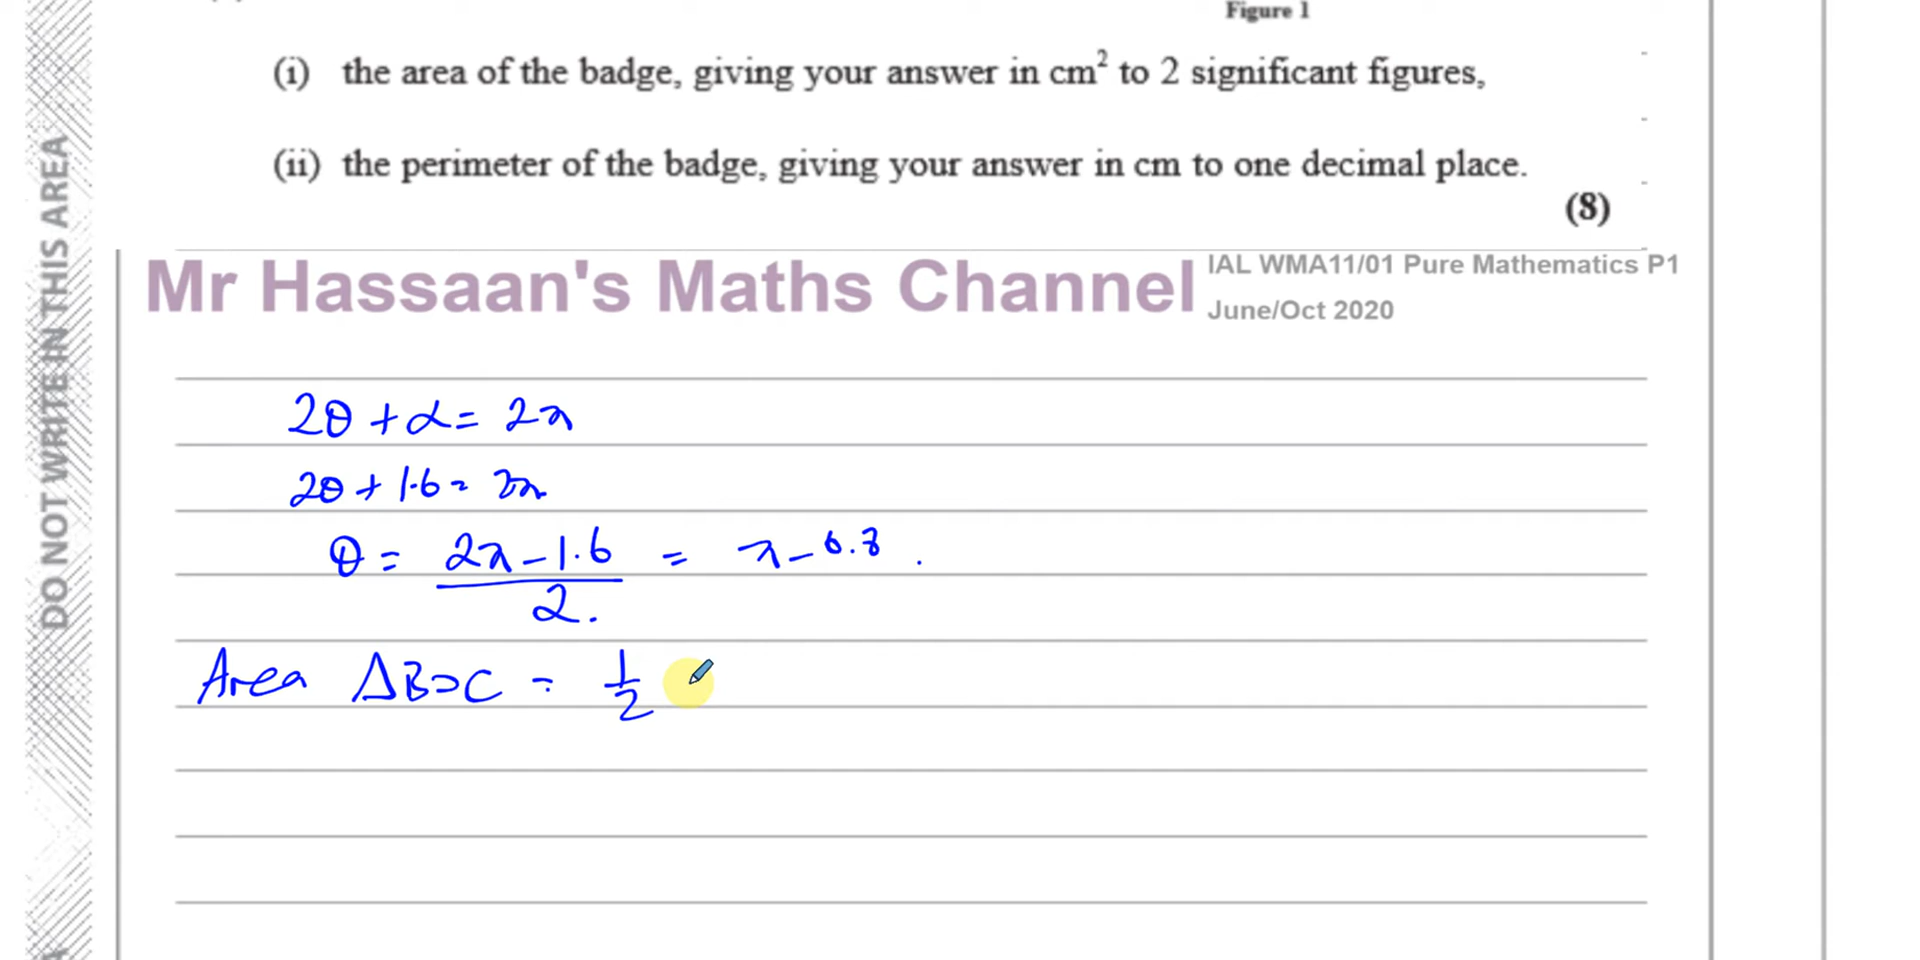 Figure 1
(i) the area of the badge, giving your answer in cm² to 2 significant figures,
(ii) the perimeter of the badge, giving your answer in cm to one decimal place.
(8)
DO NOT WRITE IN THIS AREA
Mr Hassaan's Maths Channel
IAL WMA11/01 Pure Mathematics P1
June/Oct 2020
2θ + α = 2π
2θ + 1.6 = 2π
θ = (2π - 1.6)/2. = π - 0.8.
Area ΔBOC = 1/2